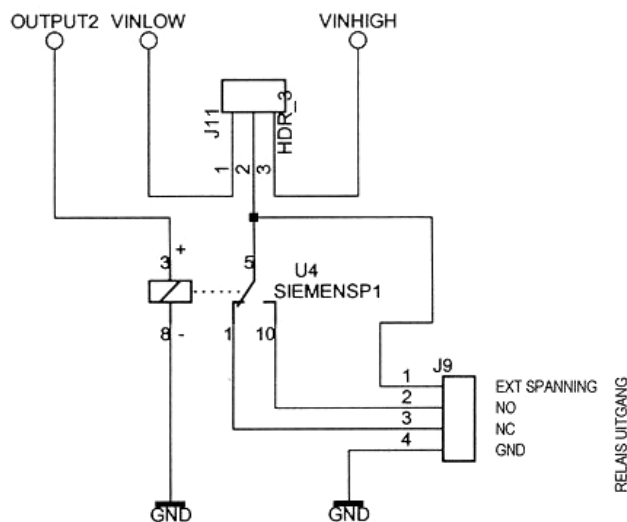 OUTPUT2 VINLOW VINHIGH
J11
HDR_3
1 2 3
3 + 5 U4
SIEMENSP1
8 - 1 10
J9
1 EXT SPANNING
2 NO
3 NC
4 GND
RELAIS UITGANG
GND GND